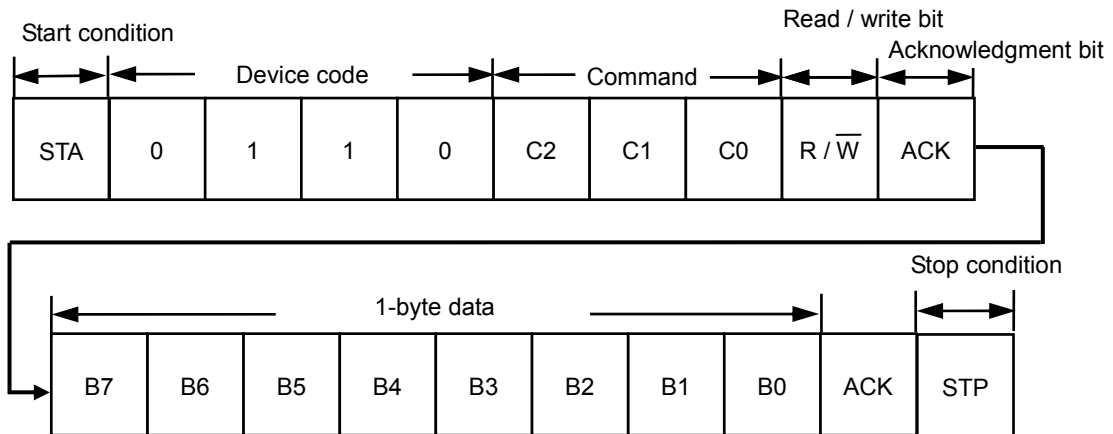 Read / write bit
Start condition
Acknowledgment bit
Device code
Command
STA 0 1 1 0 C2 C1 C0 R / W̅ ACK
Stop condition
1-byte data
B7 B6 B5 B4 B3 B2 B1 B0 ACK STP